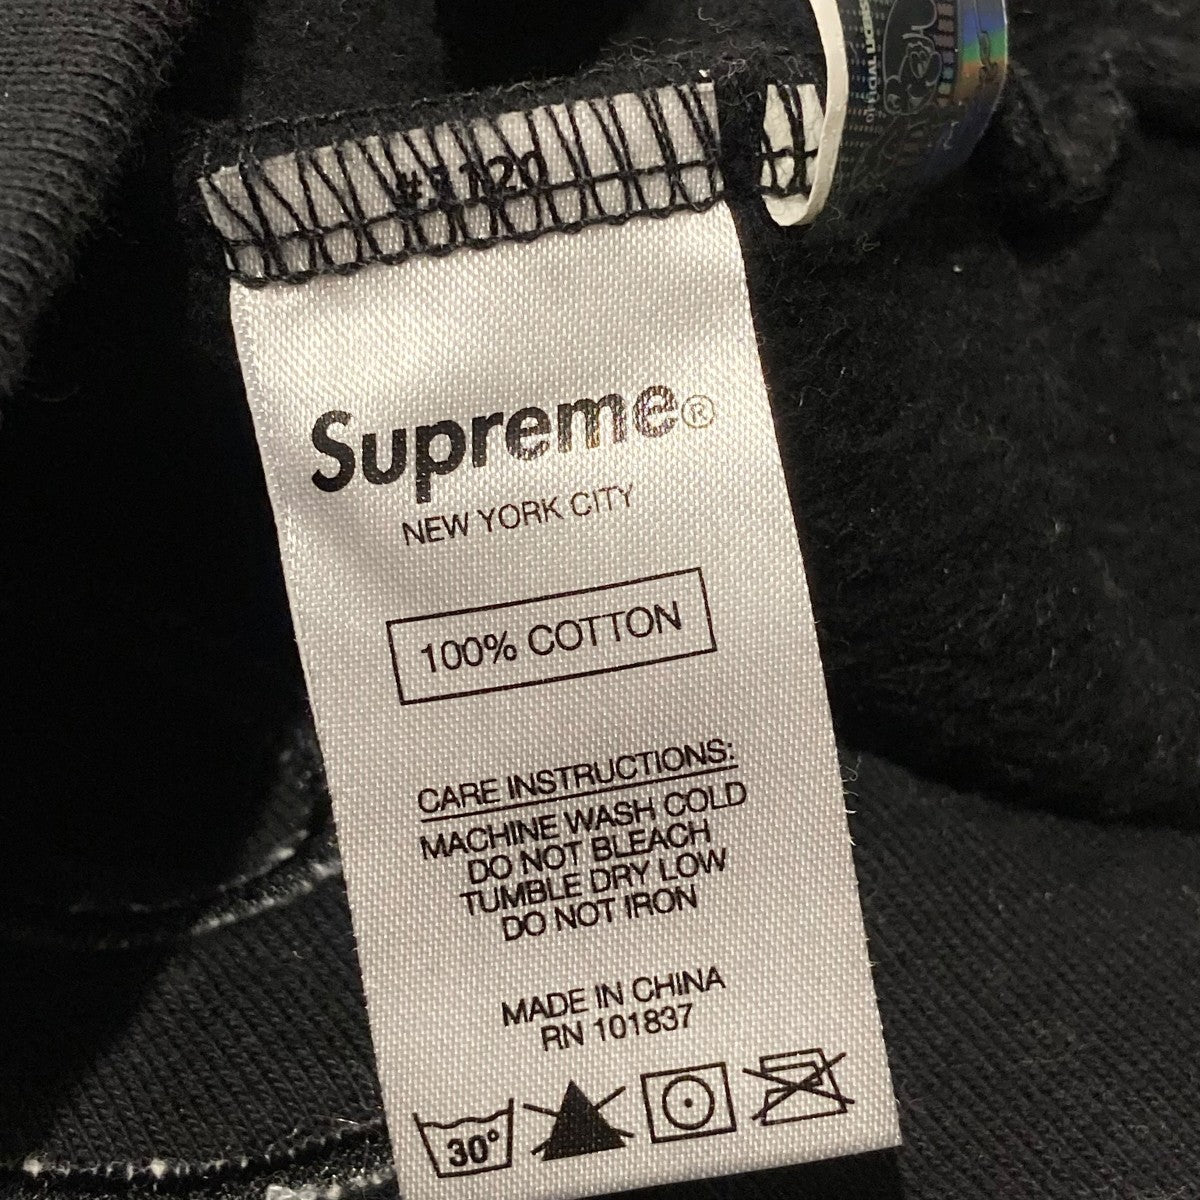 Supreme®
NEW YORK CITY
100% COTTON
CARE INSTRUCTIONS:
MACHINE WASH COLD
DO NOT BLEACH
TUMBLE DRY LOW
DO NOT IRON
MADE IN CHINA
RN 101837
30°